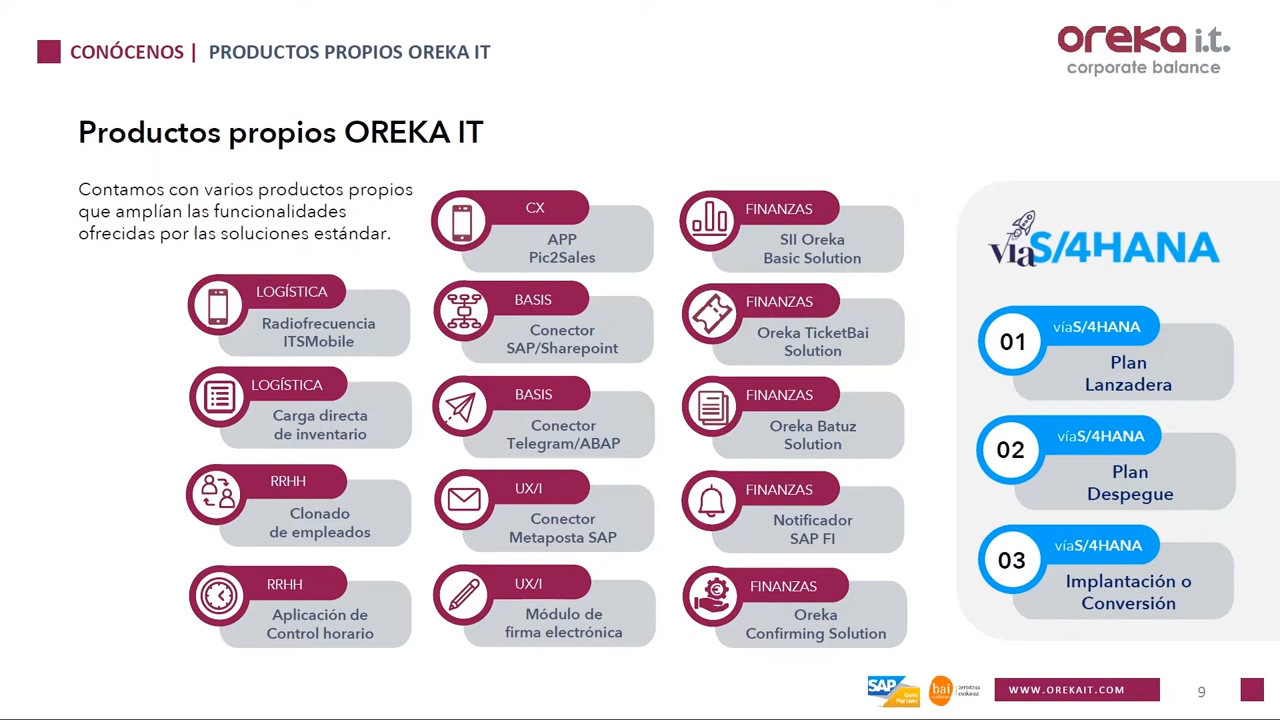 CONÓCENOS | PRODUCTOS PROPIOS OREKA IT
oreka i.t.
corporate balance
Productos propios OREKA IT
Contamos con varios productos propios
que amplían las funcionalidades
ofrecidas por las soluciones estándar.
LOGÍSTICA
Radiofrecuencia
ITSMobile
LOGÍSTICA
Carga directa
de inventario
RRHH
Clonado
de empleados
RRHH
Aplicación de
Control horario
CX
APP
Pic2Sales
BASIS
Conector
SAP/Sharepoint
BASIS
Conector
Telegram/ABAP
UX/I
Conector
Metaposta SAP
UX/I
Módulo de
firma electrónica
FINANZAS
SII Oreka
Basic Solution
FINANZAS
Oreka TicketBai
Solution
FINANZAS
Oreka Batuz
Solution
FINANZAS
Notificador
SAP FI
FINANZAS
Oreka
Confirming Solution
víaS/4HANA
01
víaS/4HANA
Plan
Lanzadera
02
víaS/4HANA
Plan
Despegue
03
víaS/4HANA
Implantación o
Conversión
SAP
bai
WWW.OREKAIT.COM
9